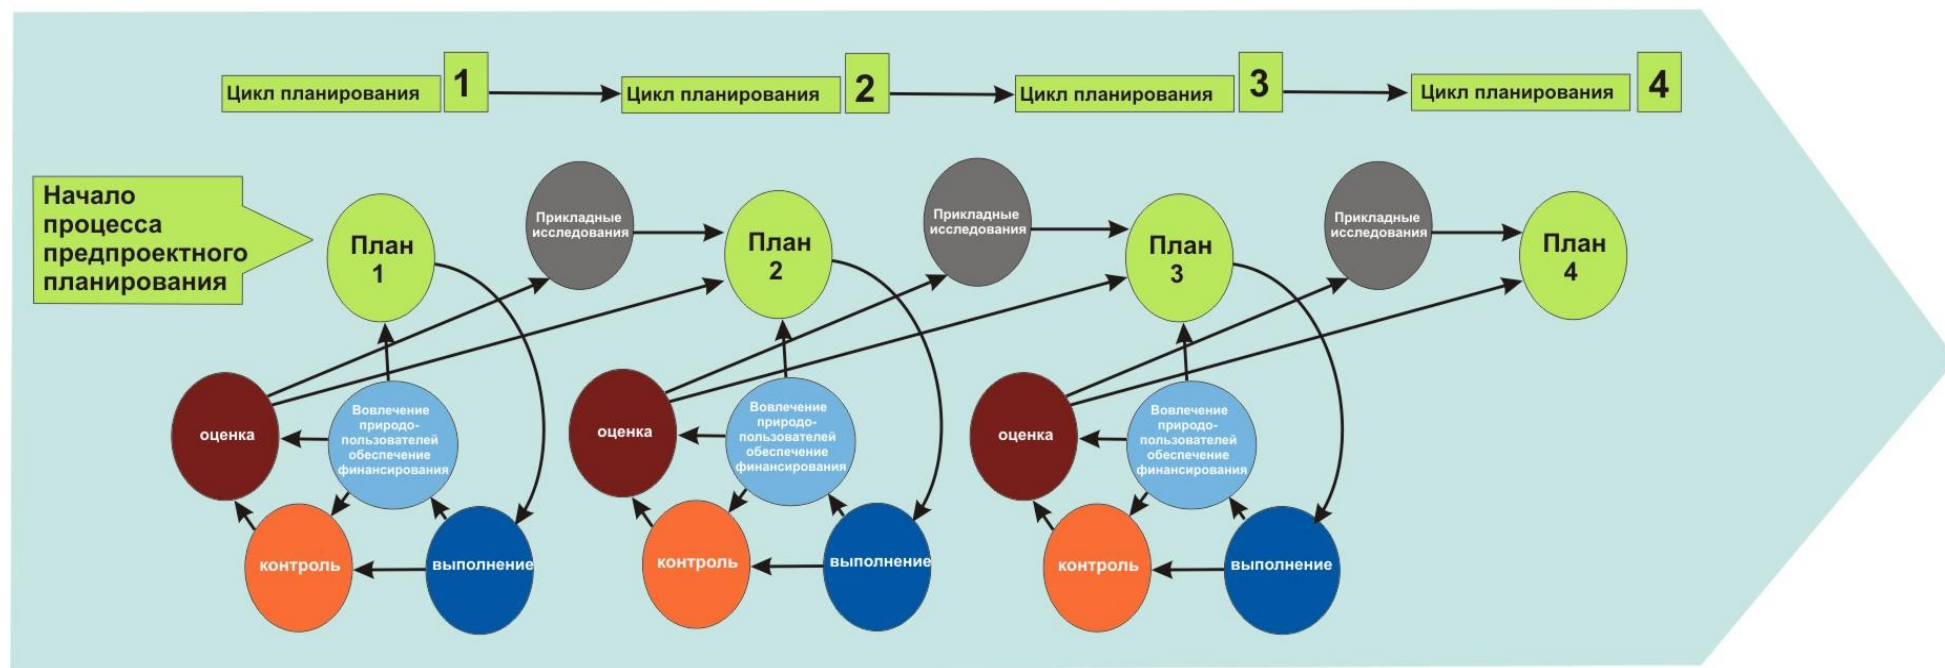 Цикл планирования
1
Цикл планирования
2
Цикл планирования
3
Цикл планирования
4
Начало
процесса
предпроектного
планирования
План
1
Прикладные
исследования
План
2
Прикладные
исследования
План
3
Прикладные
исследования
План
4
оценка
Вовлечение
природо-
пользователей
обеспечение
финансирования
контроль
выполнение
оценка
Вовлечение
природо-
пользователей
обеспечение
финансирования
контроль
выполнение
оценка
Вовлечение
природо-
пользователей
обеспечение
финансирования
контроль
выполнение